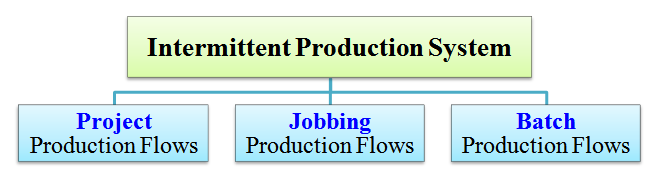 Intermittent Production System
Project
Production Flows
Jobbing
Production Flows
Batch
Production Flows